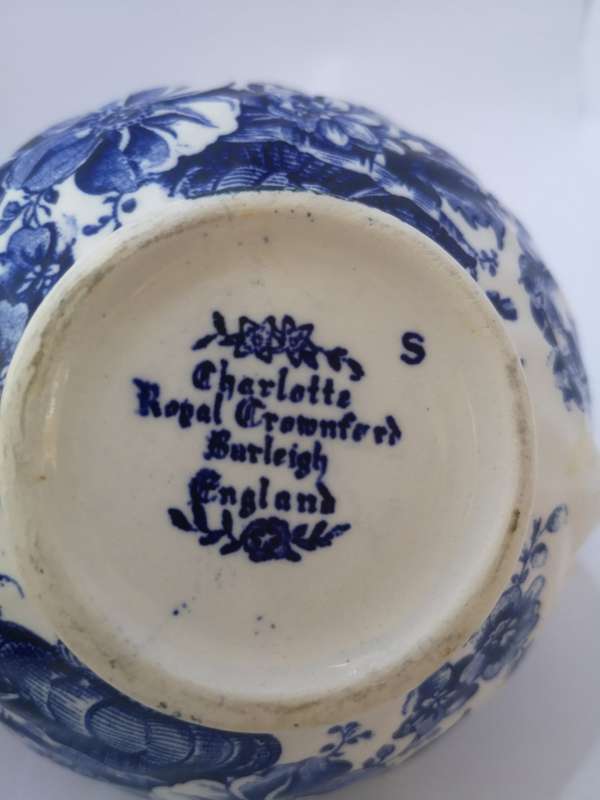 S
Charlotte
Royal Crownford
Burleigh
England